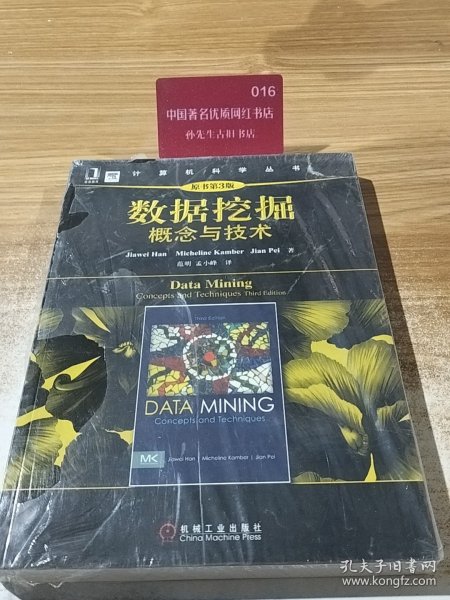 016
中国著名优质网红书店
孙先生古旧书店
计算机科学丛书
原书第3版
数据挖掘
概念与技术
Jiawei Han Micheline Kamber Jian Pei 著
范明 孟小峰 译
Data Mining
Concepts and Techniques Third Edition
Third Edition
DATA MINING
Concepts and Techniques
MK
Jiawei Han | Micheline Kamber | Jian Pei
机械工业出版社
China Machine Press
孔夫子旧书网
www.kongfz.com